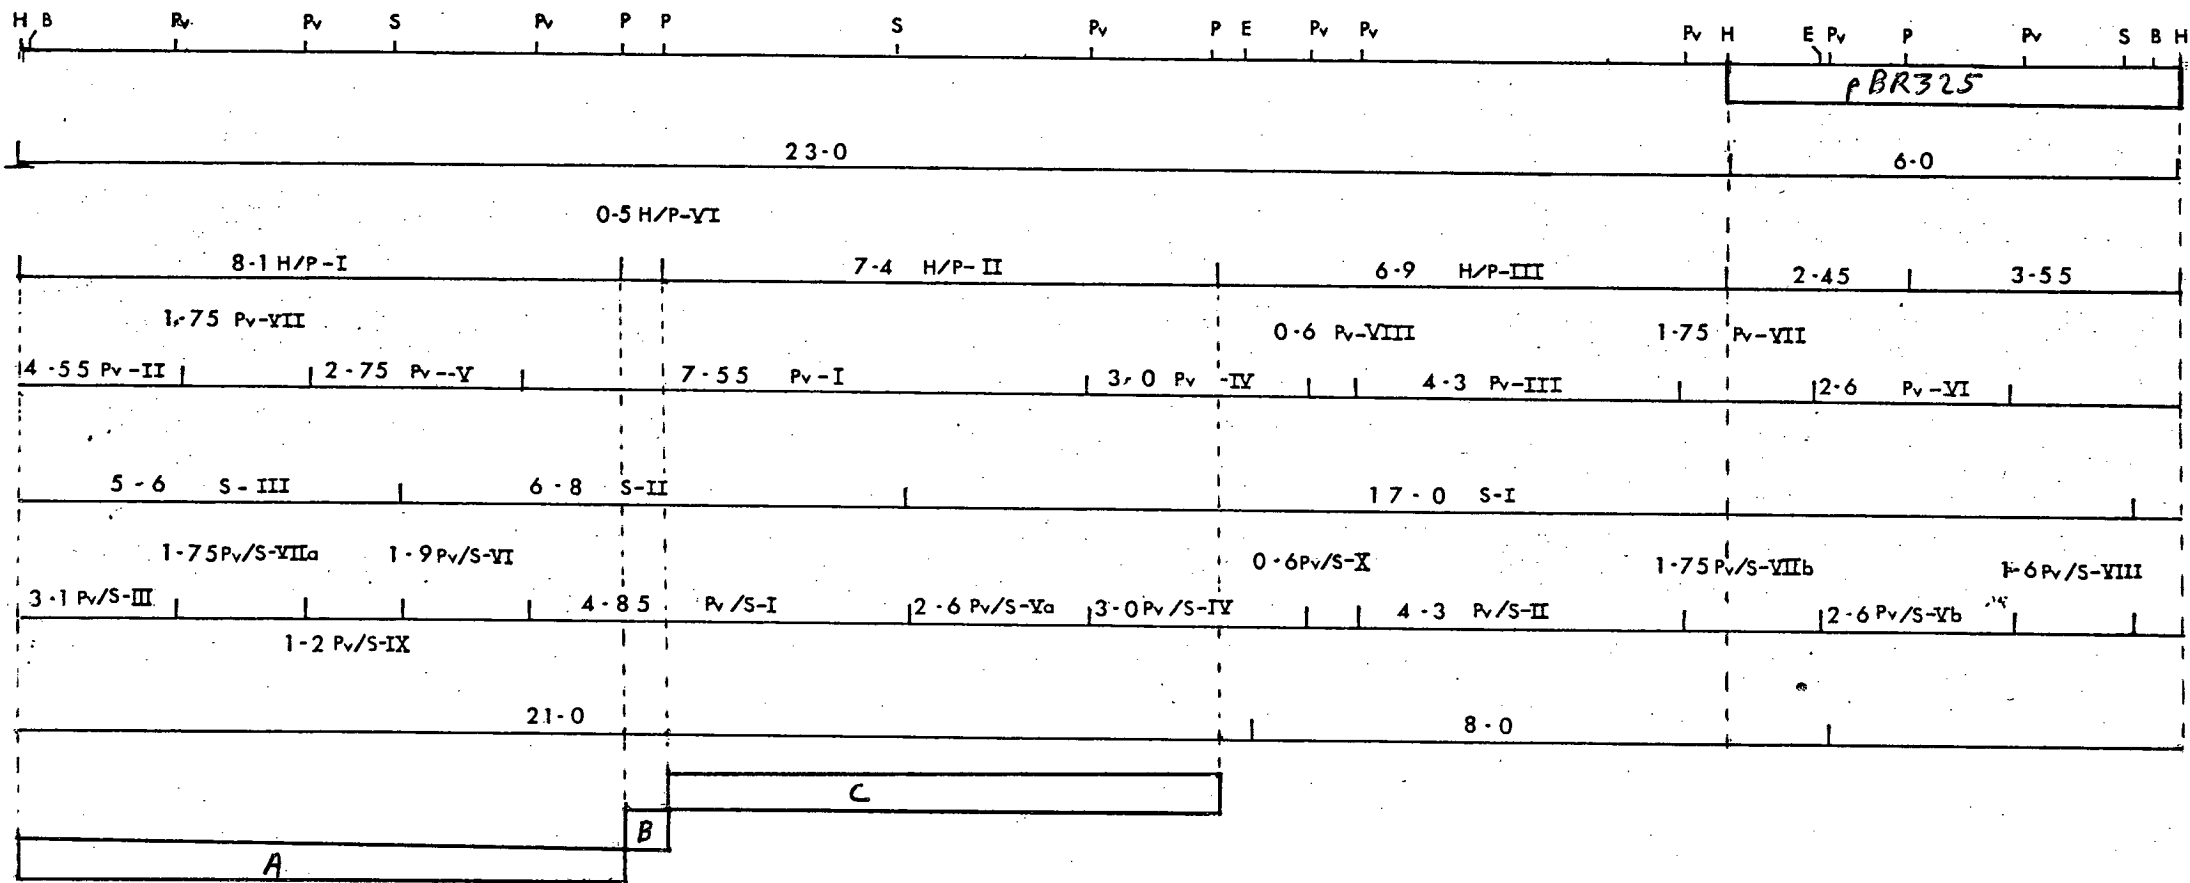 H B Pv Pv S Pv P P S Pv P E Pv Pv Pv H E Pv P Pv S B H
pBR325
23·0 6·0
0·5 H/P-VI
8·1 H/P-I 7·4 H/P-II 6·9 H/P-III 2·45 3·55
1·75 Pv-VII 0·6 Pv-VIII 1·75 Pv-VII
4·55 Pv-II 2·75 Pv--V 7·55 Pv-I 3·0 Pv-IV 4·3 Pv-III 2·6 Pv-VI
5·6 S-III 6·8 S-II 17·0 S-I
1·75 Pv/S-VIIa 1·9 Pv/S-VI 0·6 Pv/S-X 1·75 Pv/S-VIIb 1·6 Pv/S-VIII
3·1 Pv/S-III 4·85 Pv/S-I 2·6 Pv/S-Va 3·0 Pv/S-IV 4·3 Pv/S-II 2·6 Pv/S-Vb
1·2 Pv/S-IX
21·0 8·0
C
B
A